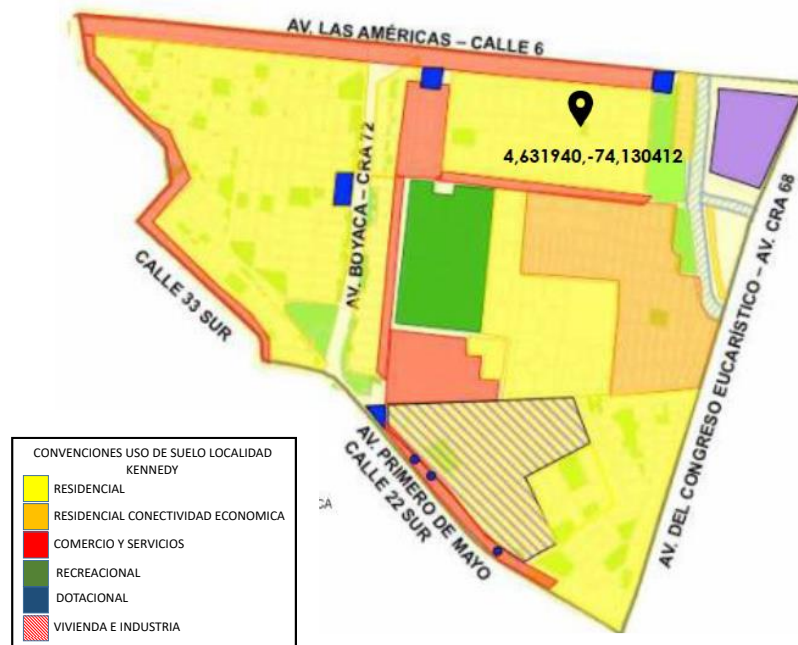 AV. LAS AMÉRICAS – CALLE 6
4,631940,-74,130412
AV. BOYACA – CRA 72
CALLE 33 SUR
AV. DEL CONGRESO EUCARÍSTICO – AV. CRA 68
AV. PRIMERO DE MAYO
CALLE 22 SUR
CA
CONVENCIONES USO DE SUELO LOCALIDAD
KENNEDY
RESIDENCIAL
RESIDENCIAL CONECTIVIDAD ECONOMICA
COMERCIO Y SERVICIOS
RECREACIONAL
DOTACIONAL
VIVIENDA E INDUSTRIA